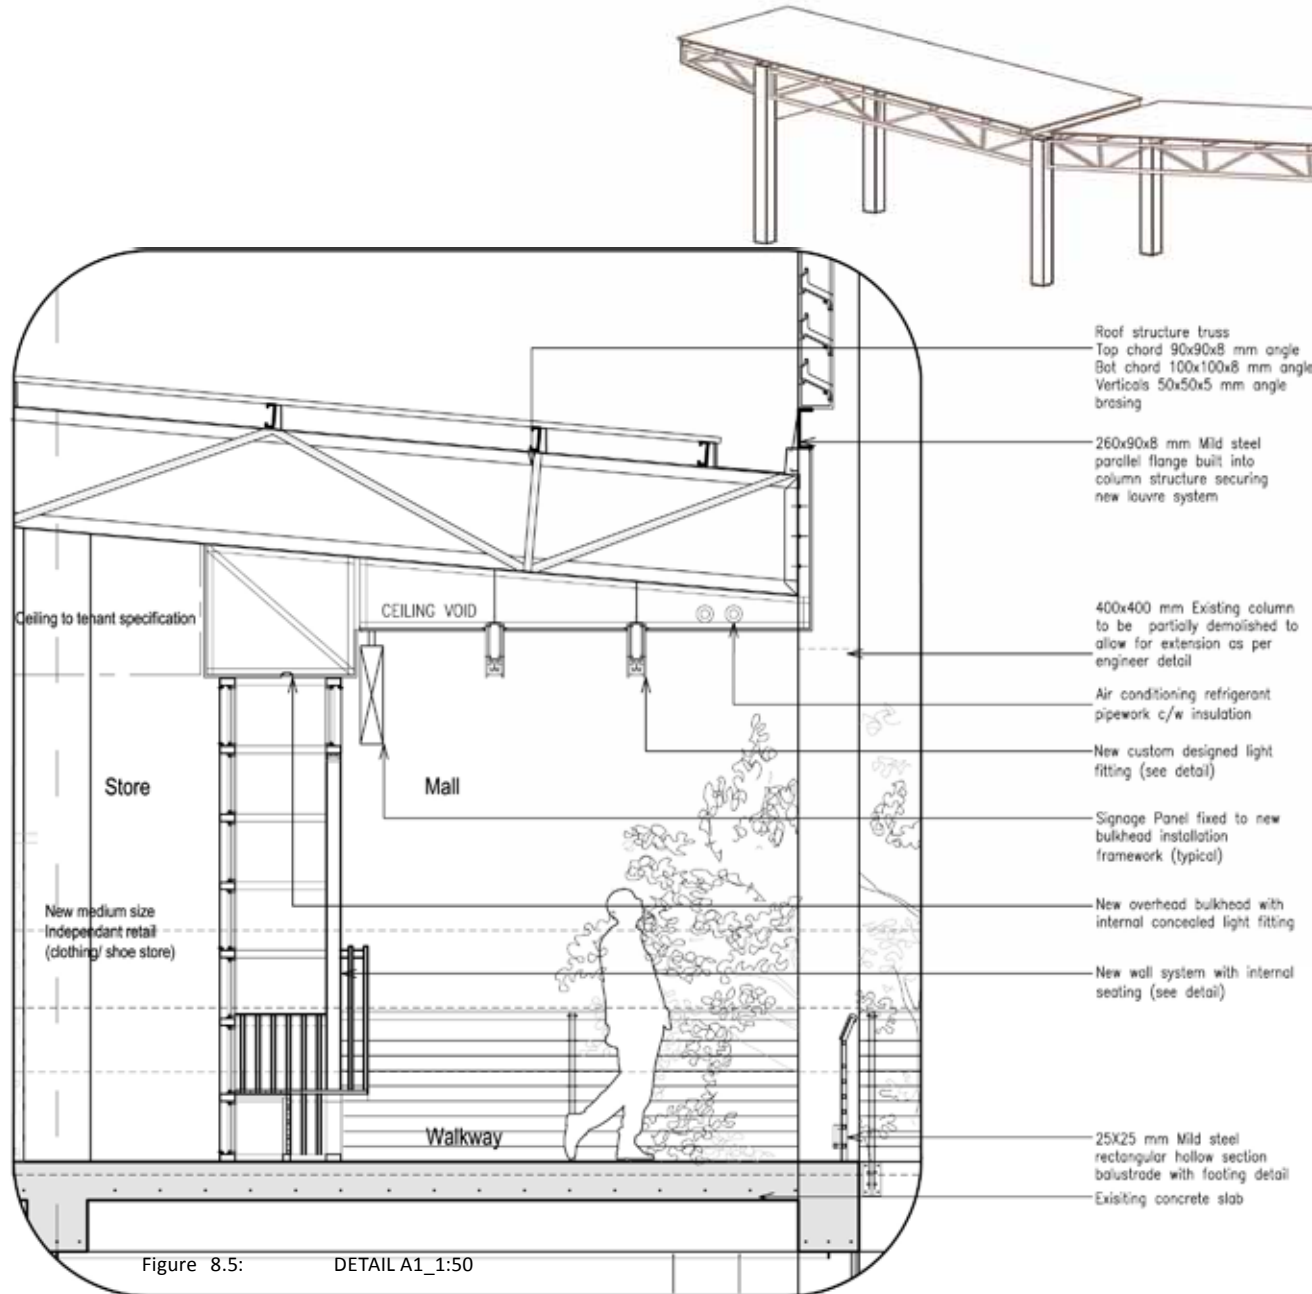 Roof structure truss
Top chord 90x90x8 mm angle
Bot chord 100x100x8 mm angle
Verticals 50x50x5 mm angle
brasing
260x90x8 mm Mild steel
parallel flange built into
column structure securing
new louvre system
CEILING VOID
Ceiling to tenant specification
400x400 mm Existing column
to be partially demolished to
allow for extension as per
engineer detail
Air conditioning refrigerant
pipework c/w insulation
New custom designed light
fitting (see detail)
Store
Mall
Signage Panel fixed to new
bulkhead installation
framework (typical)
New medium size
Independant retail
(clothing/ shoe store)
New overhead bulkhead with
internal concealed light fitting
New wall system with internal
seating (see detail)
Walkway
25X25 mm Mild steel
rectangular hollow section
balustrade with footing detail
Exisiting concrete slab
Figure 8.5: DETAIL A1_1:50